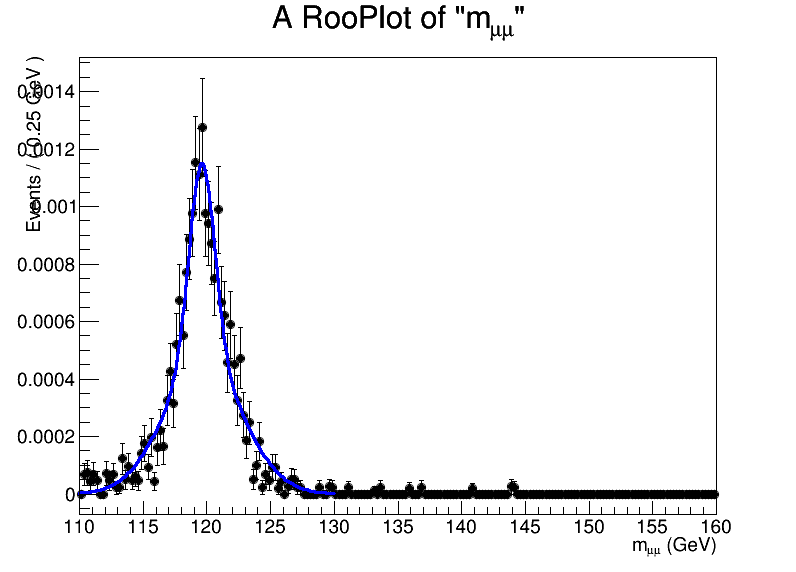 A RooPlot of "mμμ"
Events / ( 0.25 GeV )
0.0014
0.0012
0.001
0.0008
0.0006
0.0004
0.0002
0
110 115 120 125 130 135 140 145 150 155 160
mμμ (GeV)